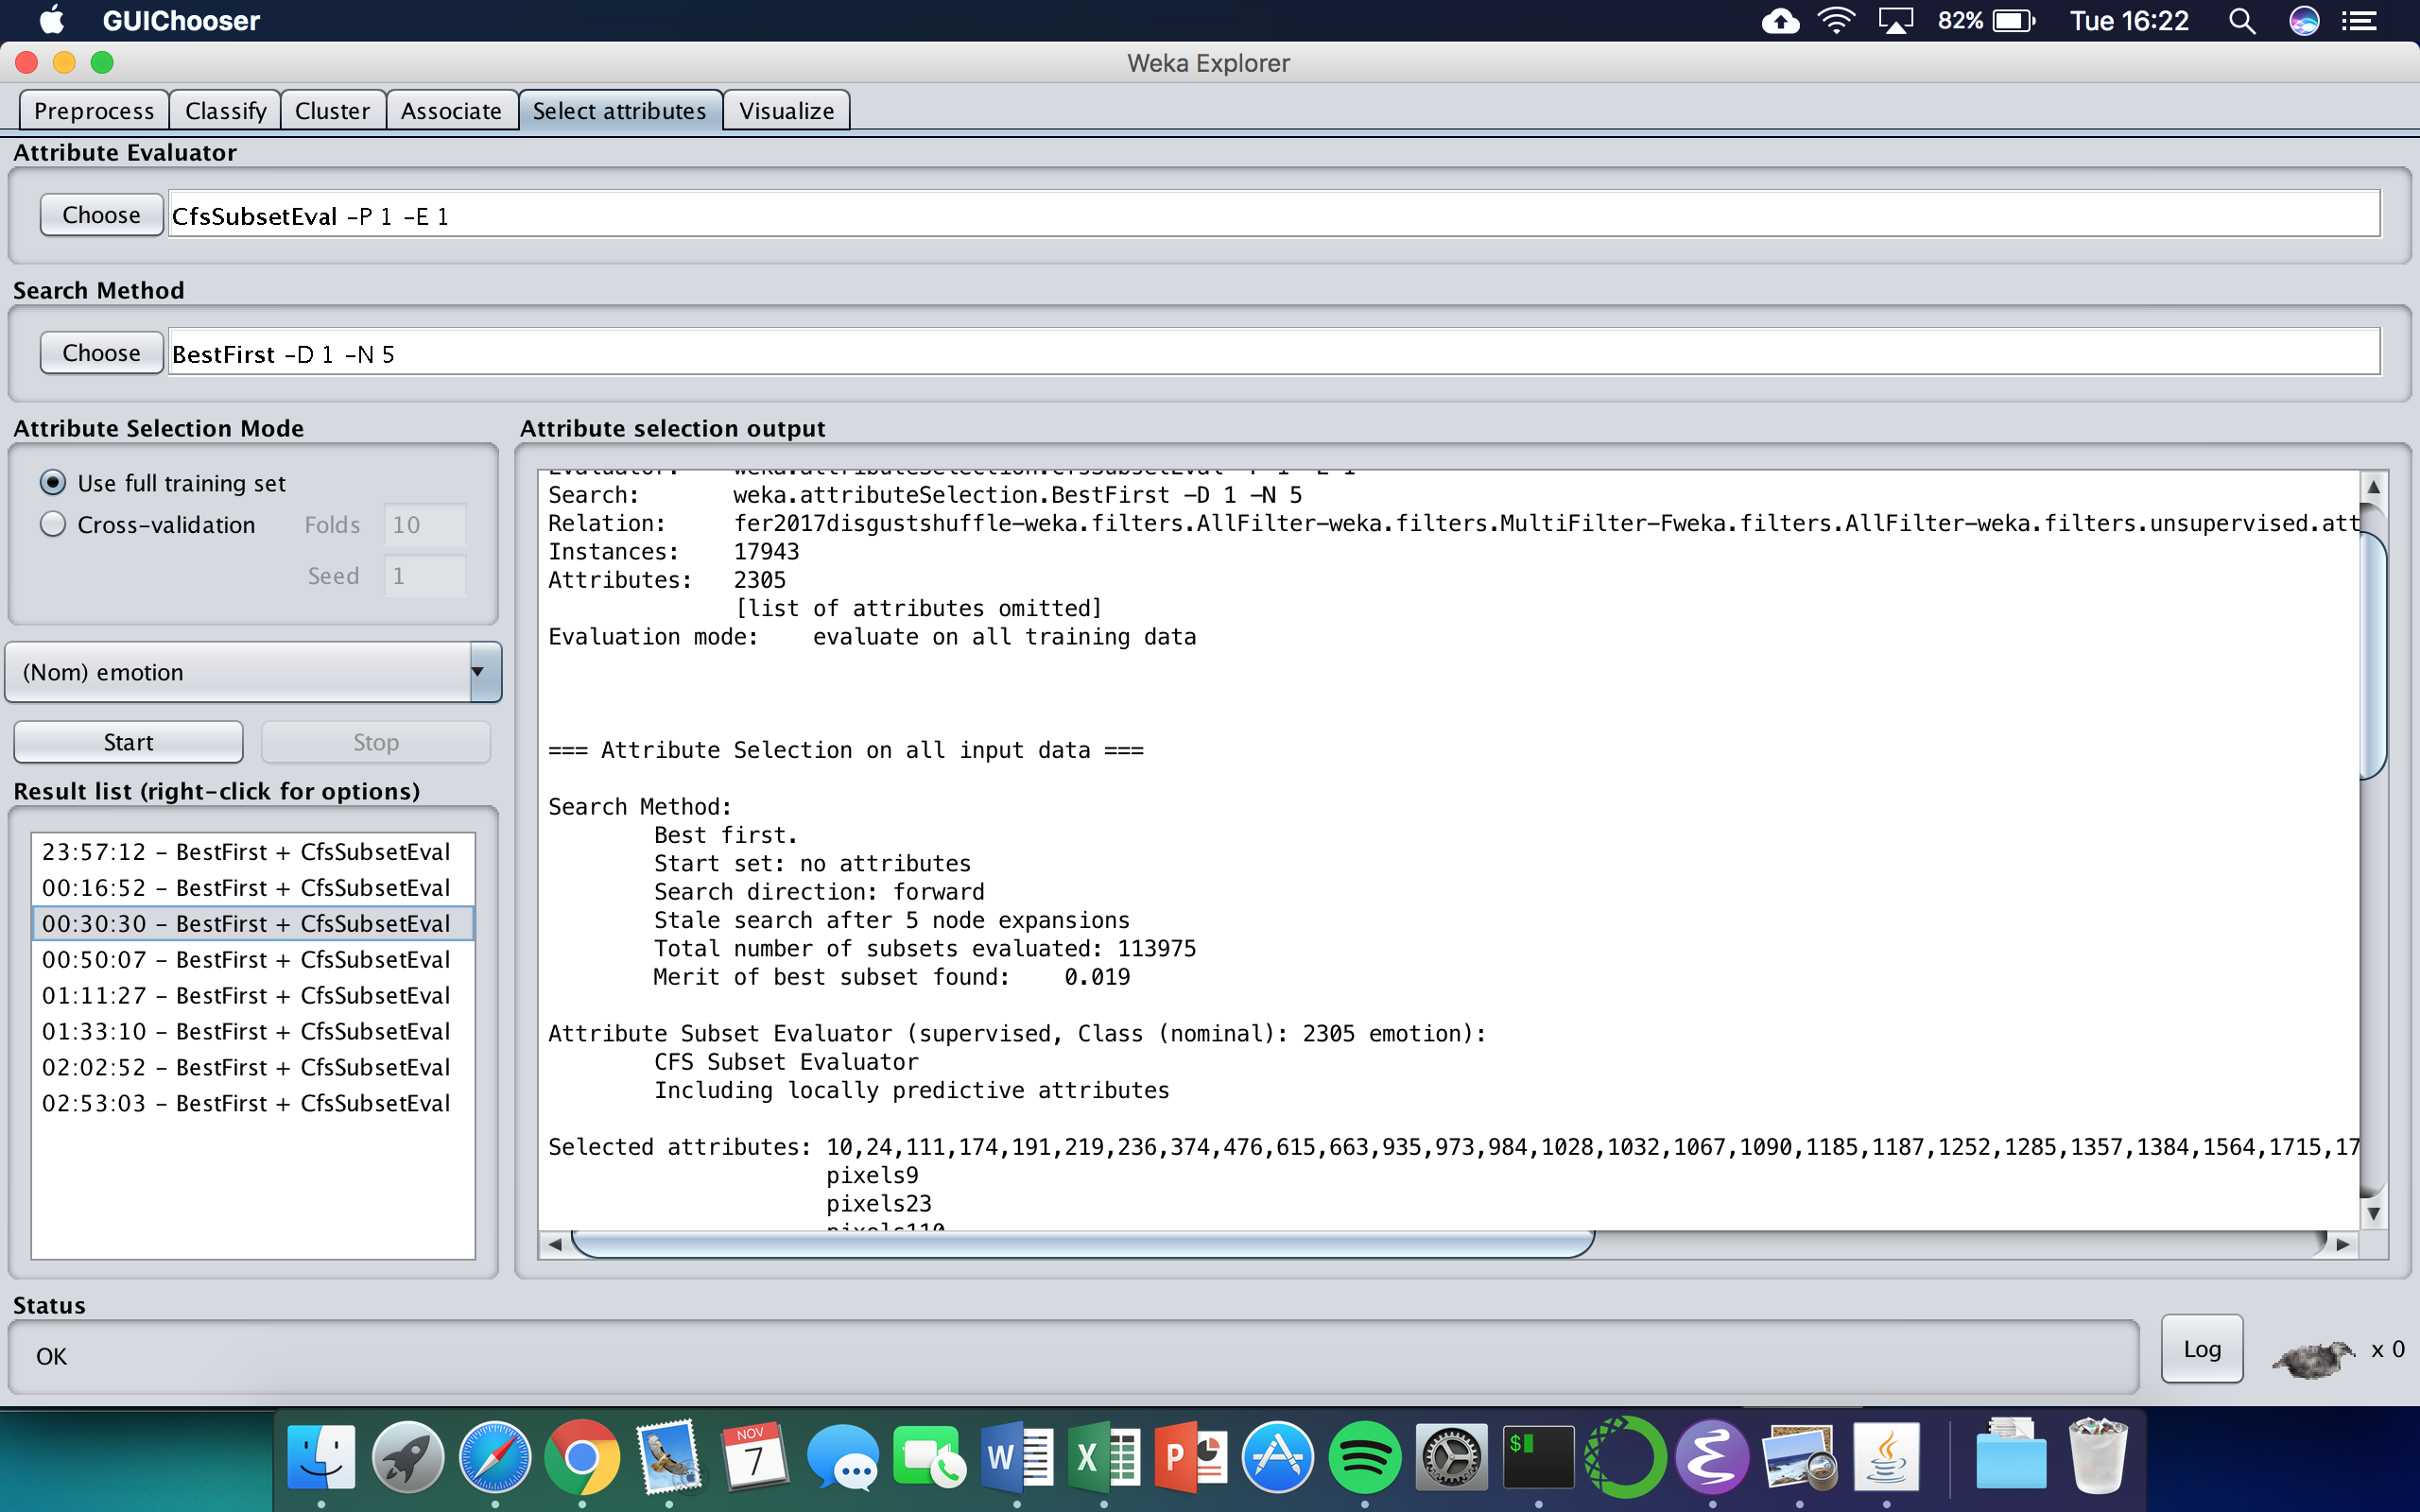 GUIChooser 82% Tue 16:22
Weka Explorer
Preprocess Classify Cluster Associate Select attributes Visualize
Attribute Evaluator
Choose CfsSubsetEval -P 1 -E 1
Search Method
Choose BestFirst -D 1 -N 5
Attribute Selection Mode
Use full training set
Cross-validation Folds 10
Seed 1
(Nom) emotion
Start Stop
Result list (right-click for options)
23:57:12 - BestFirst + CfsSubsetEval
00:16:52 - BestFirst + CfsSubsetEval
00:30:30 - BestFirst + CfsSubsetEval
00:50:07 - BestFirst + CfsSubsetEval
01:11:27 - BestFirst + CfsSubsetEval
01:33:10 - BestFirst + CfsSubsetEval
02:02:52 - BestFirst + CfsSubsetEval
02:53:03 - BestFirst + CfsSubsetEval
Attribute selection output
Evaluator: weka.attributeSelection.CfsSubsetEval -P 1 -E 1
Search: weka.attributeSelection.BestFirst -D 1 -N 5
Relation: fer2017disgustshuffle-weka.filters.AllFilter-weka.filters.MultiFilter-Fweka.filters.AllFilter-weka.filters.unsupervised.att
Instances: 17943
Attributes: 2305
[list of attributes omitted]
Evaluation mode: evaluate on all training data
=== Attribute Selection on all input data ===
Search Method:
Best first.
Start set: no attributes
Search direction: forward
Stale search after 5 node expansions
Total number of subsets evaluated: 113975
Merit of best subset found: 0.019
Attribute Subset Evaluator (supervised, Class (nominal): 2305 emotion):
CFS Subset Evaluator
Including locally predictive attributes
Selected attributes: 10,24,111,174,191,219,236,374,476,615,663,935,973,984,1028,1032,1067,1090,1185,1187,1252,1285,1357,1384,1564,1715,17
pixels9
pixels23
pixels110
Status
OK
Log x 0
NOV
7
W X P $